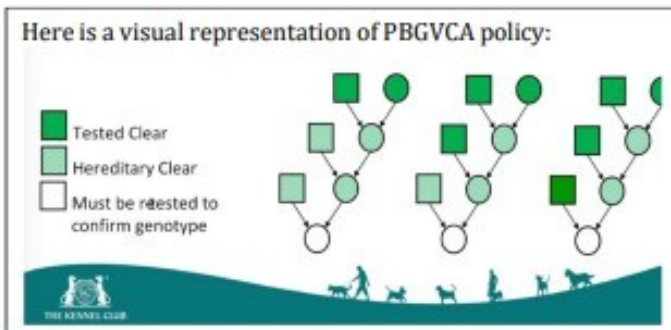 Here is a visual representation of PBGVCA policy:
Tested Clear
Hereditary Clear
Must be retested to
confirm genotype
THE KENNEL CLUB